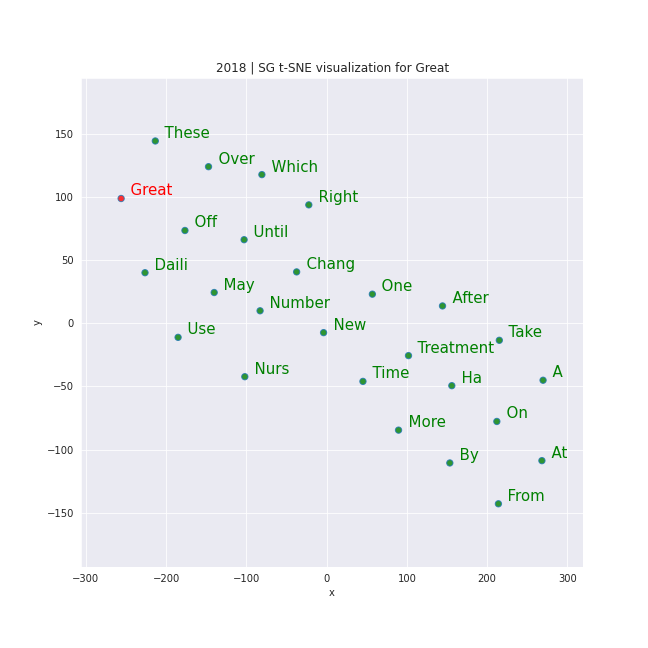 2018 | SG t-SNE visualization for Great
150
100
50
0
−50
−100
−150
y
These
Over
Which
Great
Right
Off
Until
Daili
Chang
May
One
Number
After
Use
New
Take
Treatment
Nurs
Time
Ha
A
More
On
By
At
From
−300
−200
−100
0
100
200
300
x